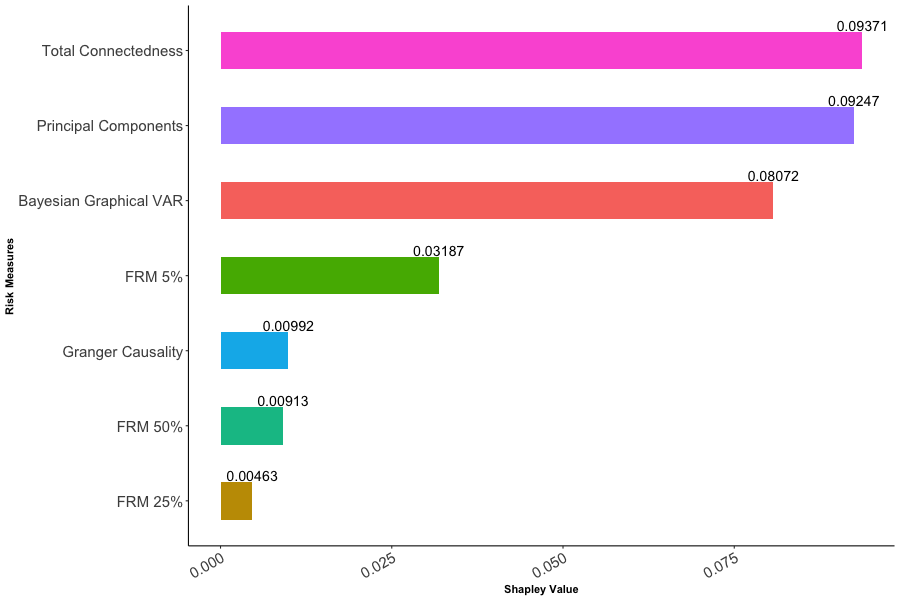 0.09371
Total Connectedness
0.09247
Principal Components
0.08072
Bayesian Graphical VAR
0.03187
FRM 5%
0.00992
Granger Causality
0.00913
FRM 50%
0.00463
FRM 25%
Risk Measures
0.000 0.025 0.050 0.075
Shapley Value